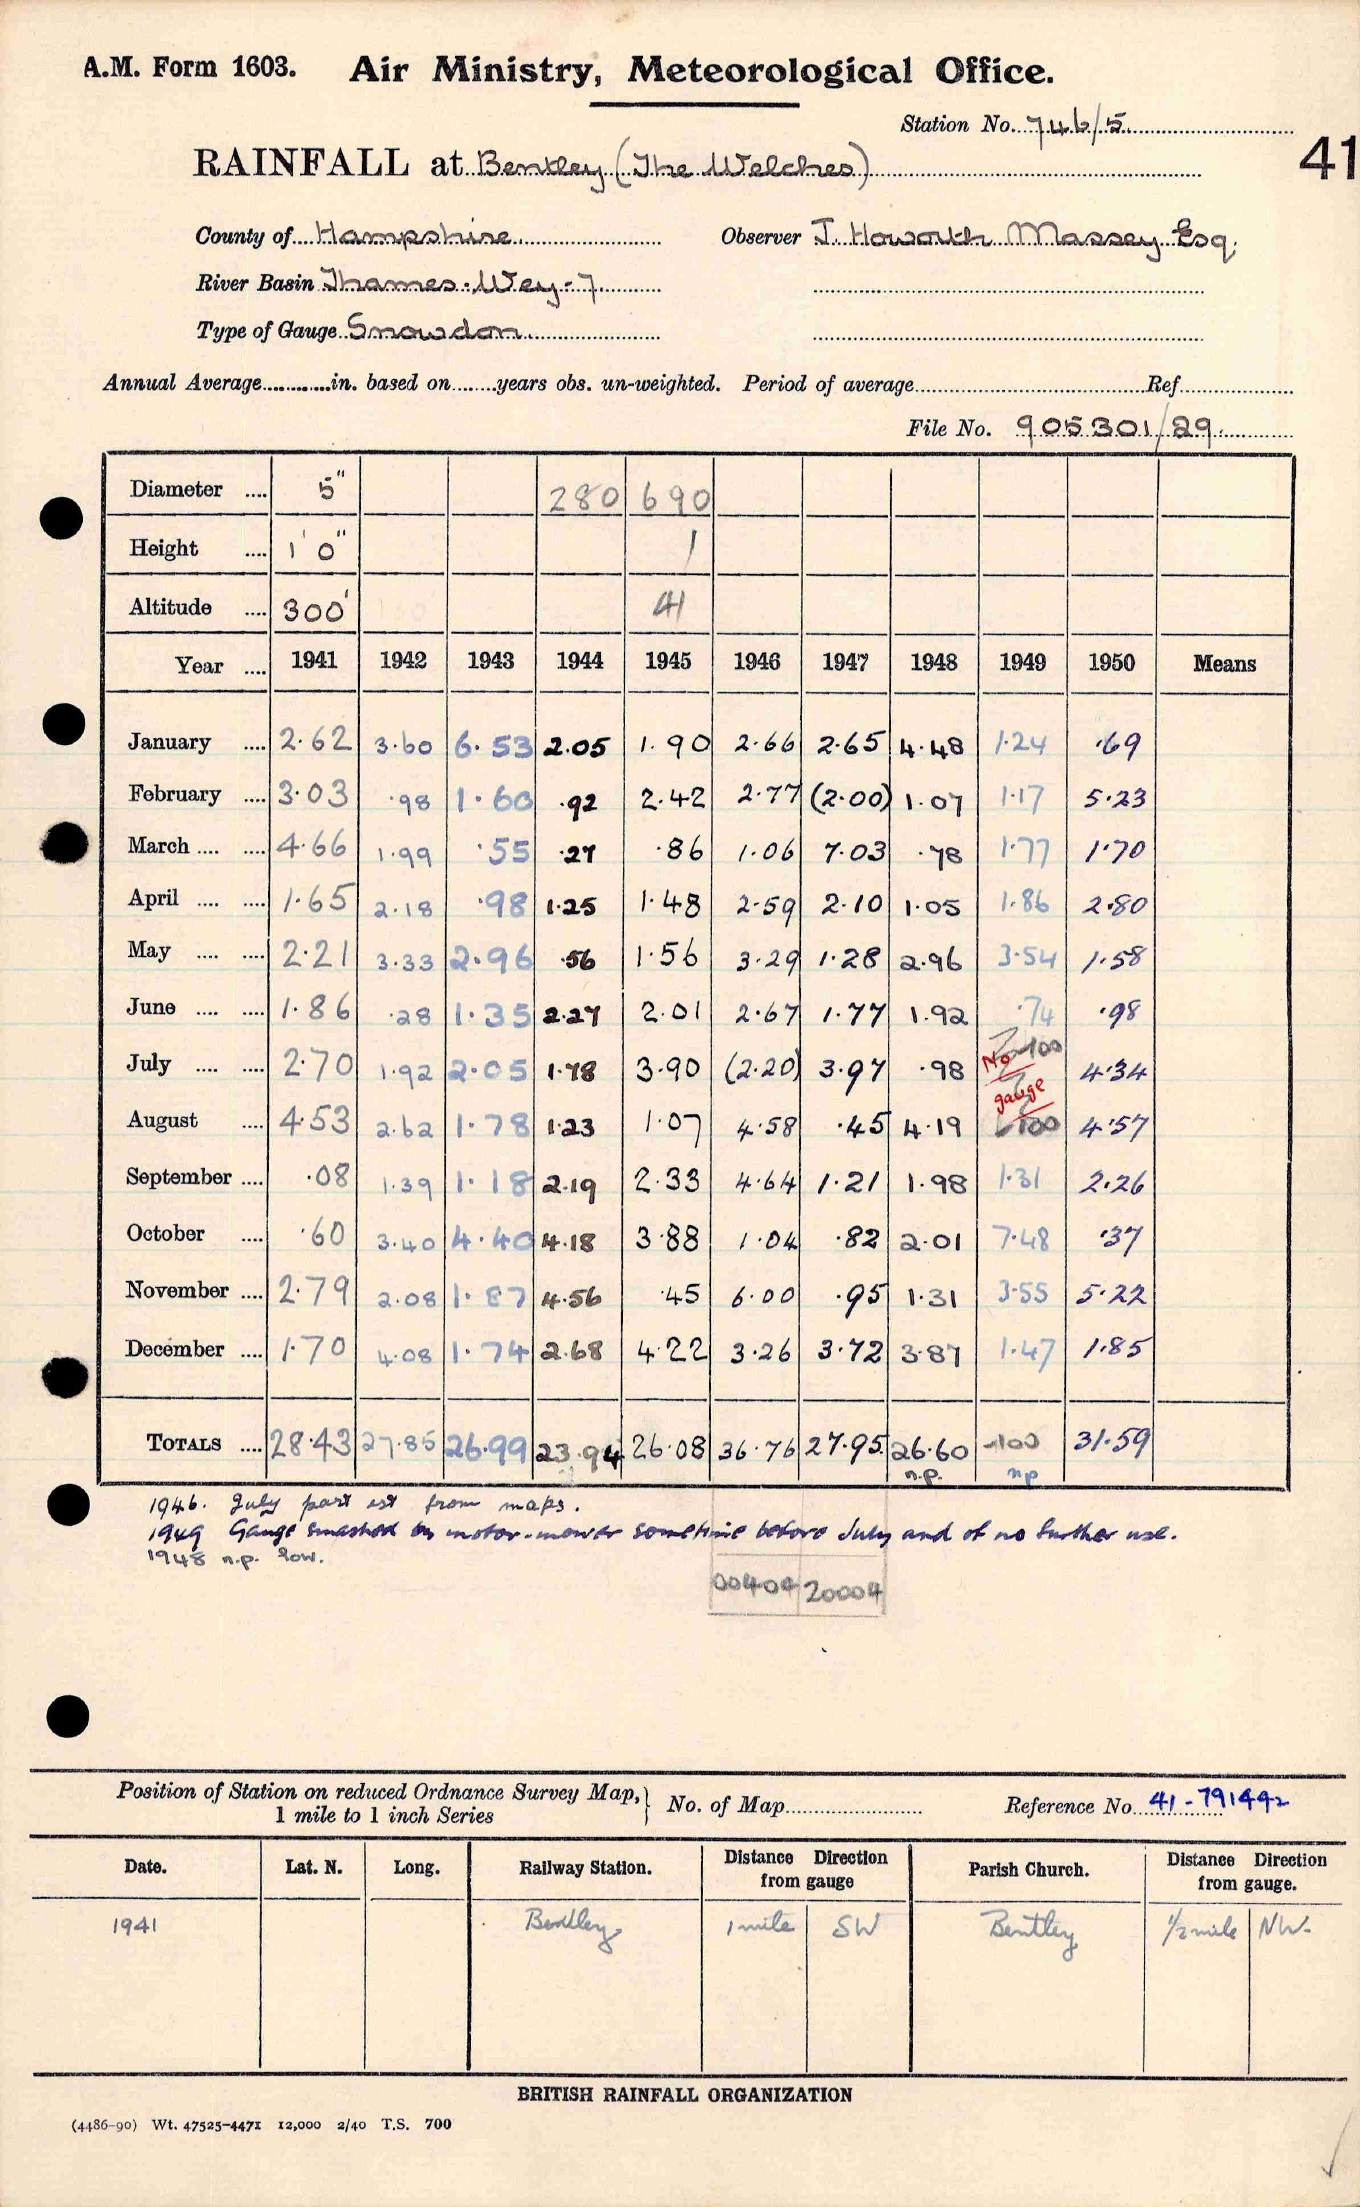 A.M. Form 1603. Air Ministry, Meteorological Office.
Station No. 746/5
41
RAINFALL at Bentley (The Welches)
County of Hampshire Observer J. Howorth Massey Esq.
River Basin Thames. Wey. 7
Type of Gauge Snowdon
Annual Average............in. based on.......years obs. un-weighted. Period of average Ref
File No. 905301/29
Diameter .... 5" 280 690
Height .... 1' 0" 1
Altitude .... 300' 41
Year .... 1941 1942 1943 1944 1945 1946 1947 1948 1949 1950 Means
January .... 2.62 3.60 6.53 2.05 1.90 2.66 2.65 4.48 1.24 .69
February .... 3.03 .98 1.60 .92 2.42 2.77 (2.00) 1.07 1.17 5.23
March .... .... 4.66 1.99 .55 .27 .86 1.06 7.03 .78 1.77 1.70
April .... .... 1.65 2.18 .98 1.25 1.48 2.59 2.10 1.05 1.86 2.80
May .... .... 2.21 3.33 2.96 .56 1.56 3.29 1.28 2.96 3.54 1.58
June .... .... 1.86 .28 1.35 2.27 2.01 2.67 1.77 1.92 .74 .98
July .... .... 2.70 1.92 2.05 1.78 3.90 (2.20) 3.97 .98 No -100 4.34
gauge
August .... 4.53 2.62 1.78 1.23 1.07 4.58 .45 4.19 -100 4.57
September .... .08 1.39 1.18 2.19 2.33 4.64 1.21 1.98 1.31 2.26
October .... .60 3.40 4.40 4.18 3.88 1.04 .82 2.01 7.48 .37
November .... 2.79 2.08 1.87 4.56 .45 6.00 .95 1.31 3.55 5.22
December .... 1.70 4.08 1.74 2.68 4.22 3.26 3.72 3.87 1.47 1.85
TOTALS .... 28.43 27.85 26.99 23.94 26.08 36.76 27.95 26.60 -100 31.59
n.p. np
1946. July part est from maps.
1949 Gauge smashed by motor-mower sometime before July and of no further use.
1948 n.p. low.
00404 20004
Position of Station on reduced Ordnance Survey Map,} No. of Map Reference No. 41-791442
1 mile to 1 inch Series
Date. Lat. N. Long. Railway Station. Distance Direction from gauge Parish Church. Distance Direction from gauge.
1941 Bentley 1 mile SW Bentley 1/2 mile NW.
BRITISH RAINFALL ORGANIZATION
(4486-90) Wt. 47525-4471 12,000 2/40 T.S. 700